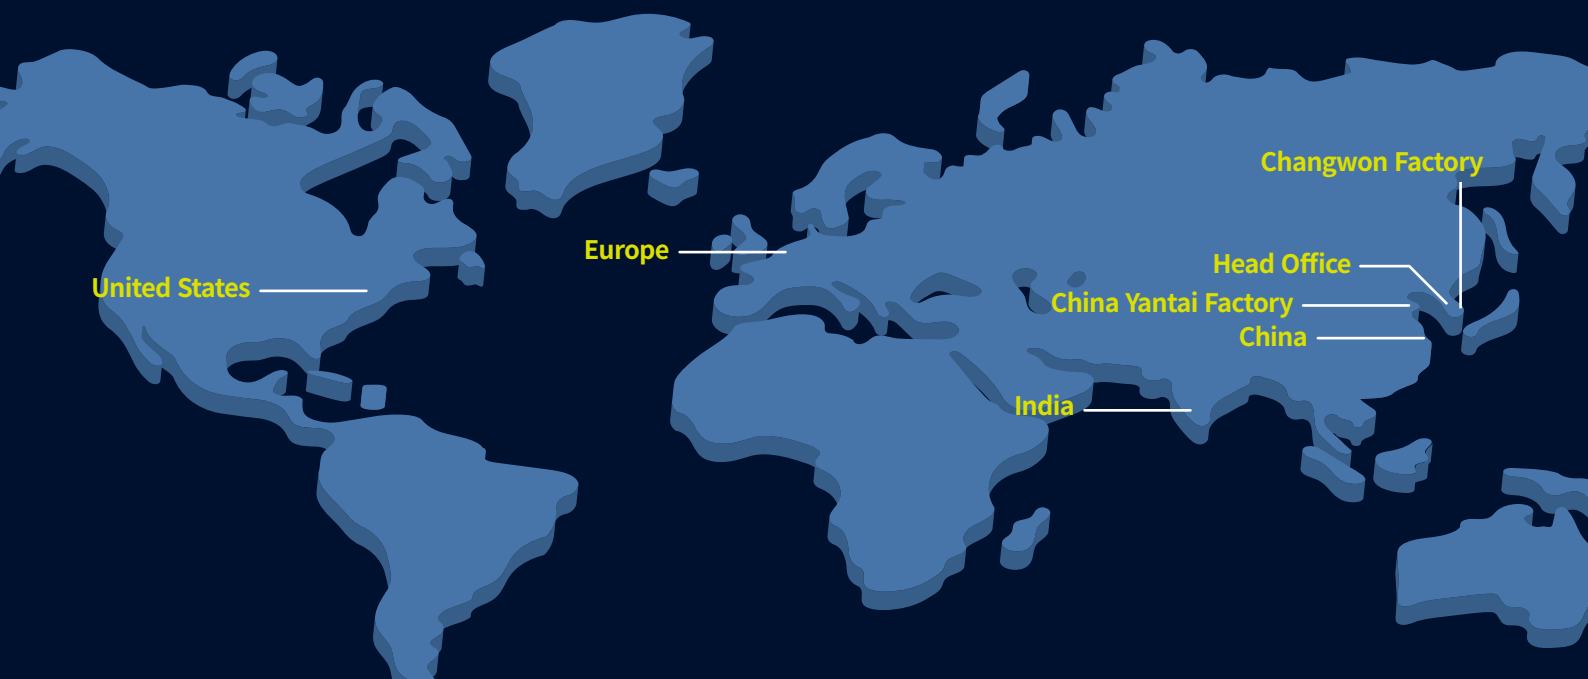 Changwon Factory
Europe
Head Office
United States
China Yantai Factory
China
India